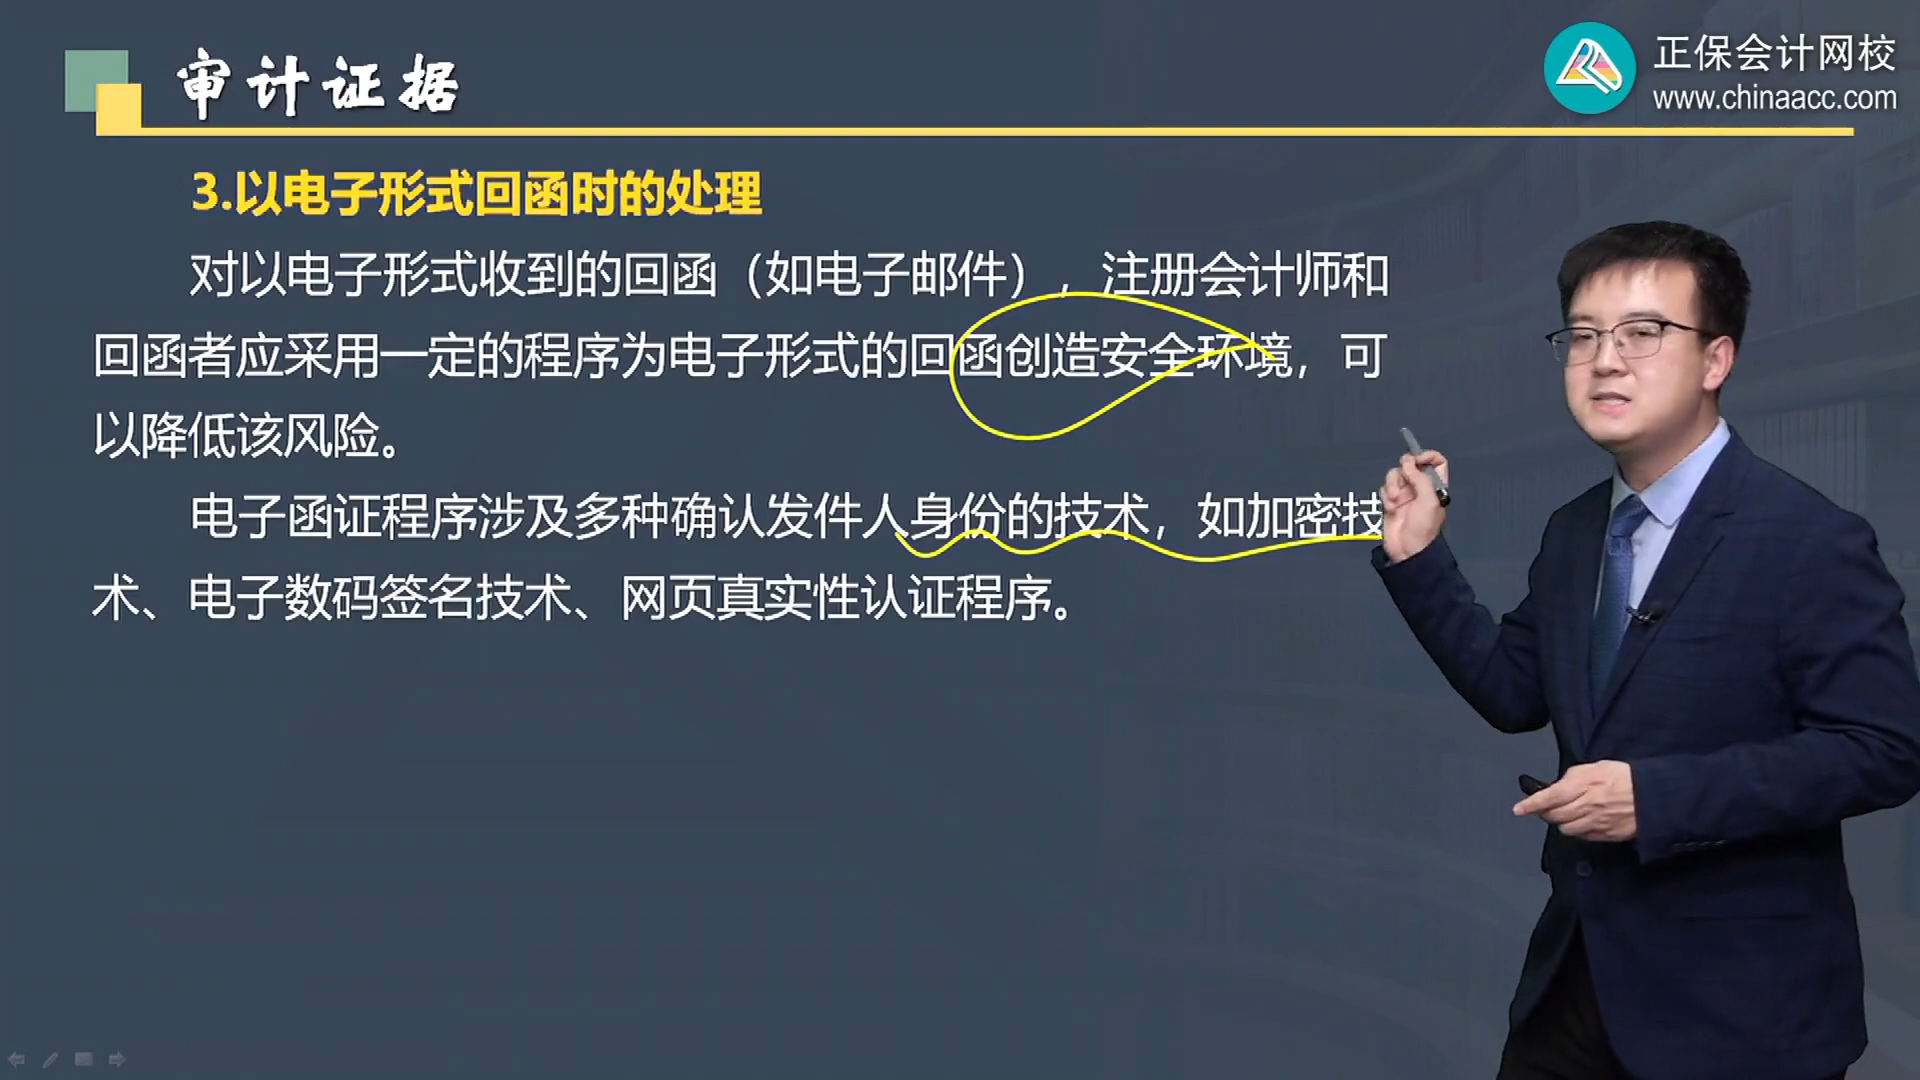 审计证据
正保会计网校
www.chinaacc.com
3.以电子形式回函时的处理
对以电子形式收到的回函（如电子邮件），注册会计师和
回函者应采用一定的程序为电子形式的回函创造安全环境，可
以降低该风险。
电子函证程序涉及多种确认发件人身份的技术，如加密技
术、电子数码签名技术、网页真实性认证程序。